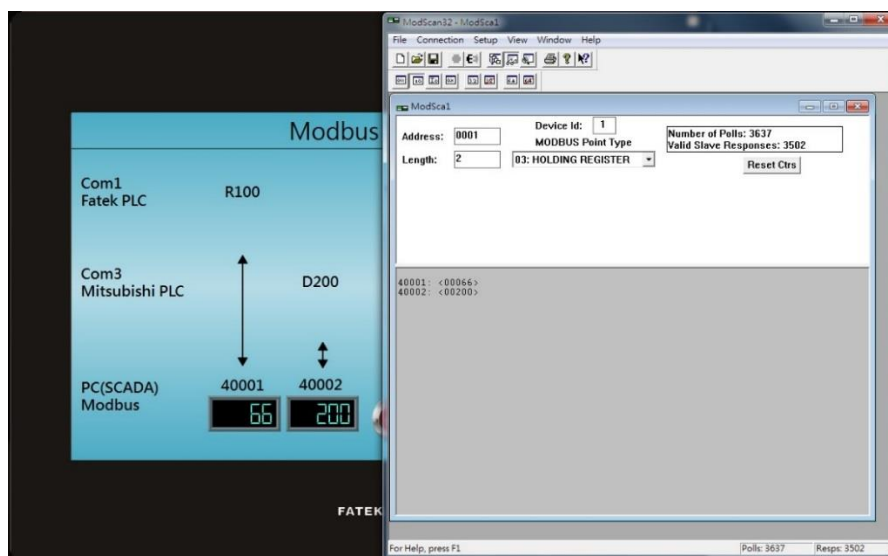 Modbus
Com1
Fatek PLC
R100
Com3
Mitsubishi PLC
D200
PC(SCADA)
Modbus
40001
40002
66
200
FATEK
ModScan32 - ModSca1
File Connection Setup View Window Help
ModSca1
Address: 0001
Device Id: 1
MODBUS Point Type
Length: 2
03: HOLDING REGISTER
Number of Polls: 3637
Valid Slave Responses: 3502
Reset Ctrs
40001: <00066>
40002: <00200>
For Help, press F1
Polls: 3637
Resps: 3502